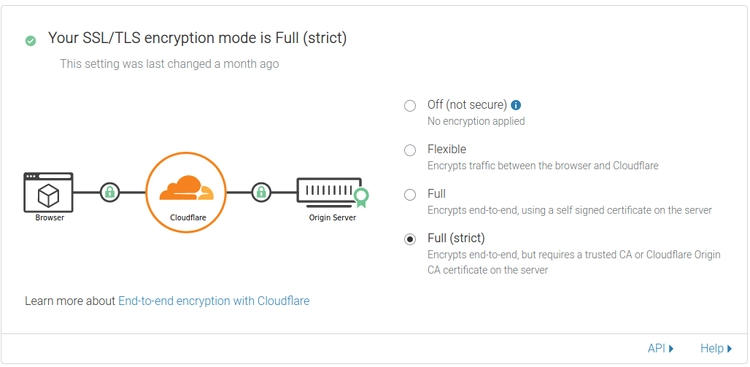 Your SSL/TLS encryption mode is Full (strict)
This setting was last changed a month ago
Off (not secure)
No encryption applied
Flexible
Encrypts traffic between the browser and Cloudflare
Full
Encrypts end-to-end, using a self signed certificate on the server
Full (strict)
Encrypts end-to-end, but requires a trusted CA or Cloudflare Origin
CA certificate on the server
Browser
Cloudflare
Origin Server
Learn more about End-to-end encryption with Cloudflare
API
Help